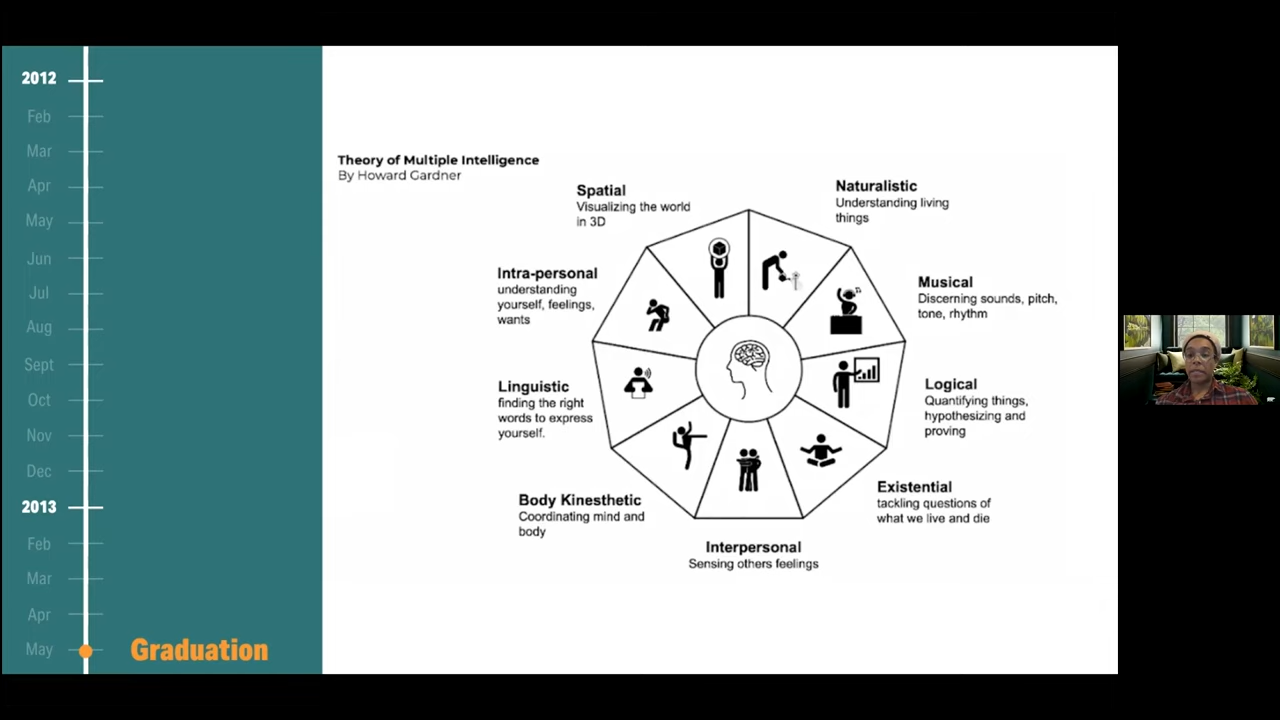 2012
Feb
Mar
Apr
May
Jun
Jul
Aug
Sept
Oct
Nov
Dec
2013
Feb
Mar
Apr
May
Graduation
Theory of Multiple Intelligence
By Howard Gardner
Spatial
Visualizing the world
in 3D
Naturalistic
Understanding living
things
Intra-personal
understanding
yourself, feelings,
wants
Musical
Discerning sounds, pitch,
tone, rhythm
Linguistic
finding the right
words to express
yourself.
Logical
Quantifying things,
hypothesizing and
proving
Body Kinesthetic
Coordinating mind and
body
Existential
tackling questions of
what we live and die
Interpersonal
Sensing others feelings